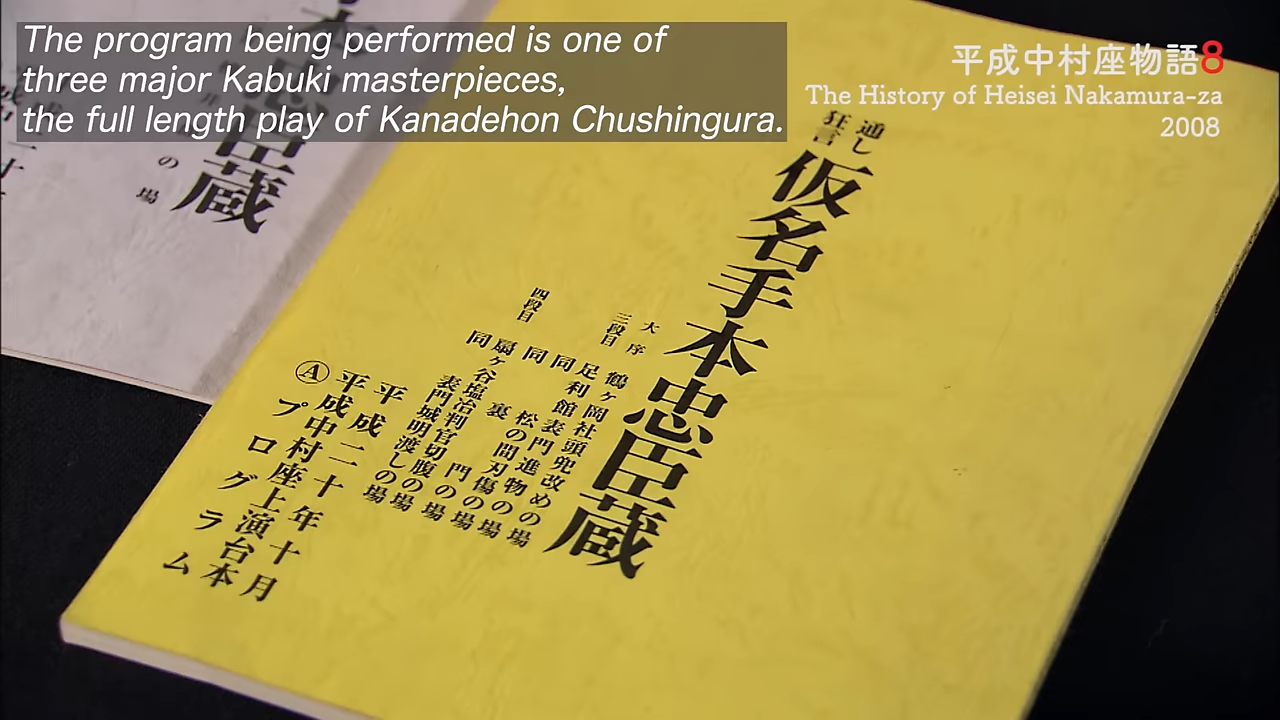 The program being performed is one of
three major Kabuki masterpieces,
the full length play of Kanadehon Chushingura.
平成中村座物語8
The History of Heisei Nakamura-za
2008
通し
狂言
仮名手本忠臣蔵
大序 鶴ヶ岡社頭兜改めの場
三段目 足利館表門進物の場
同 松の間刃傷の場
同 裏門の場
四段目 扇ヶ谷塩冶判官切腹の場
同 表門城明渡しの場
平成二十年十月
平成中村座上演台本
Ⓐプログラム
臣蔵
の場